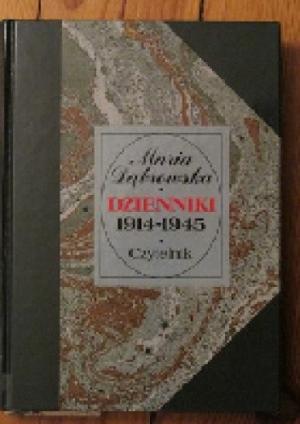 Maria
Dąbrowska
DZIENNIKI
1914-1945
Czytelnik